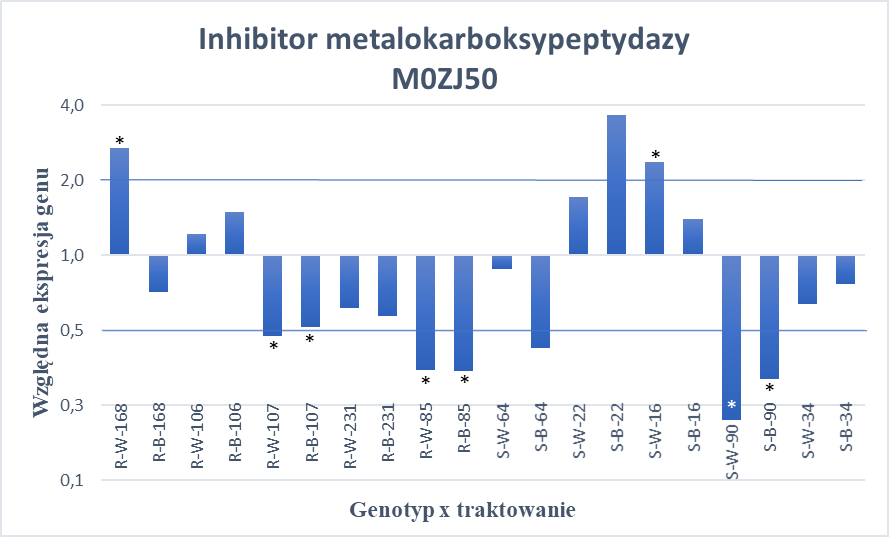 Inhibitor metalokarboksypeptydazy
M0ZJ50
Względna ekspresja genu
4,0
2,0
1,0
0,5
0,3
0,1
*
*
*
*
*
*
*
*
R-W-168
R-B-168
R-W-106
R-B-106
R-W-107
R-B-107
R-W-231
R-B-231
R-W-85
R-B-85
S-W-64
S-B-64
S-W-22
S-B-22
S-W-16
S-B-16
S-W-90
S-B-90
S-W-34
S-B-34
Genotyp x traktowanie